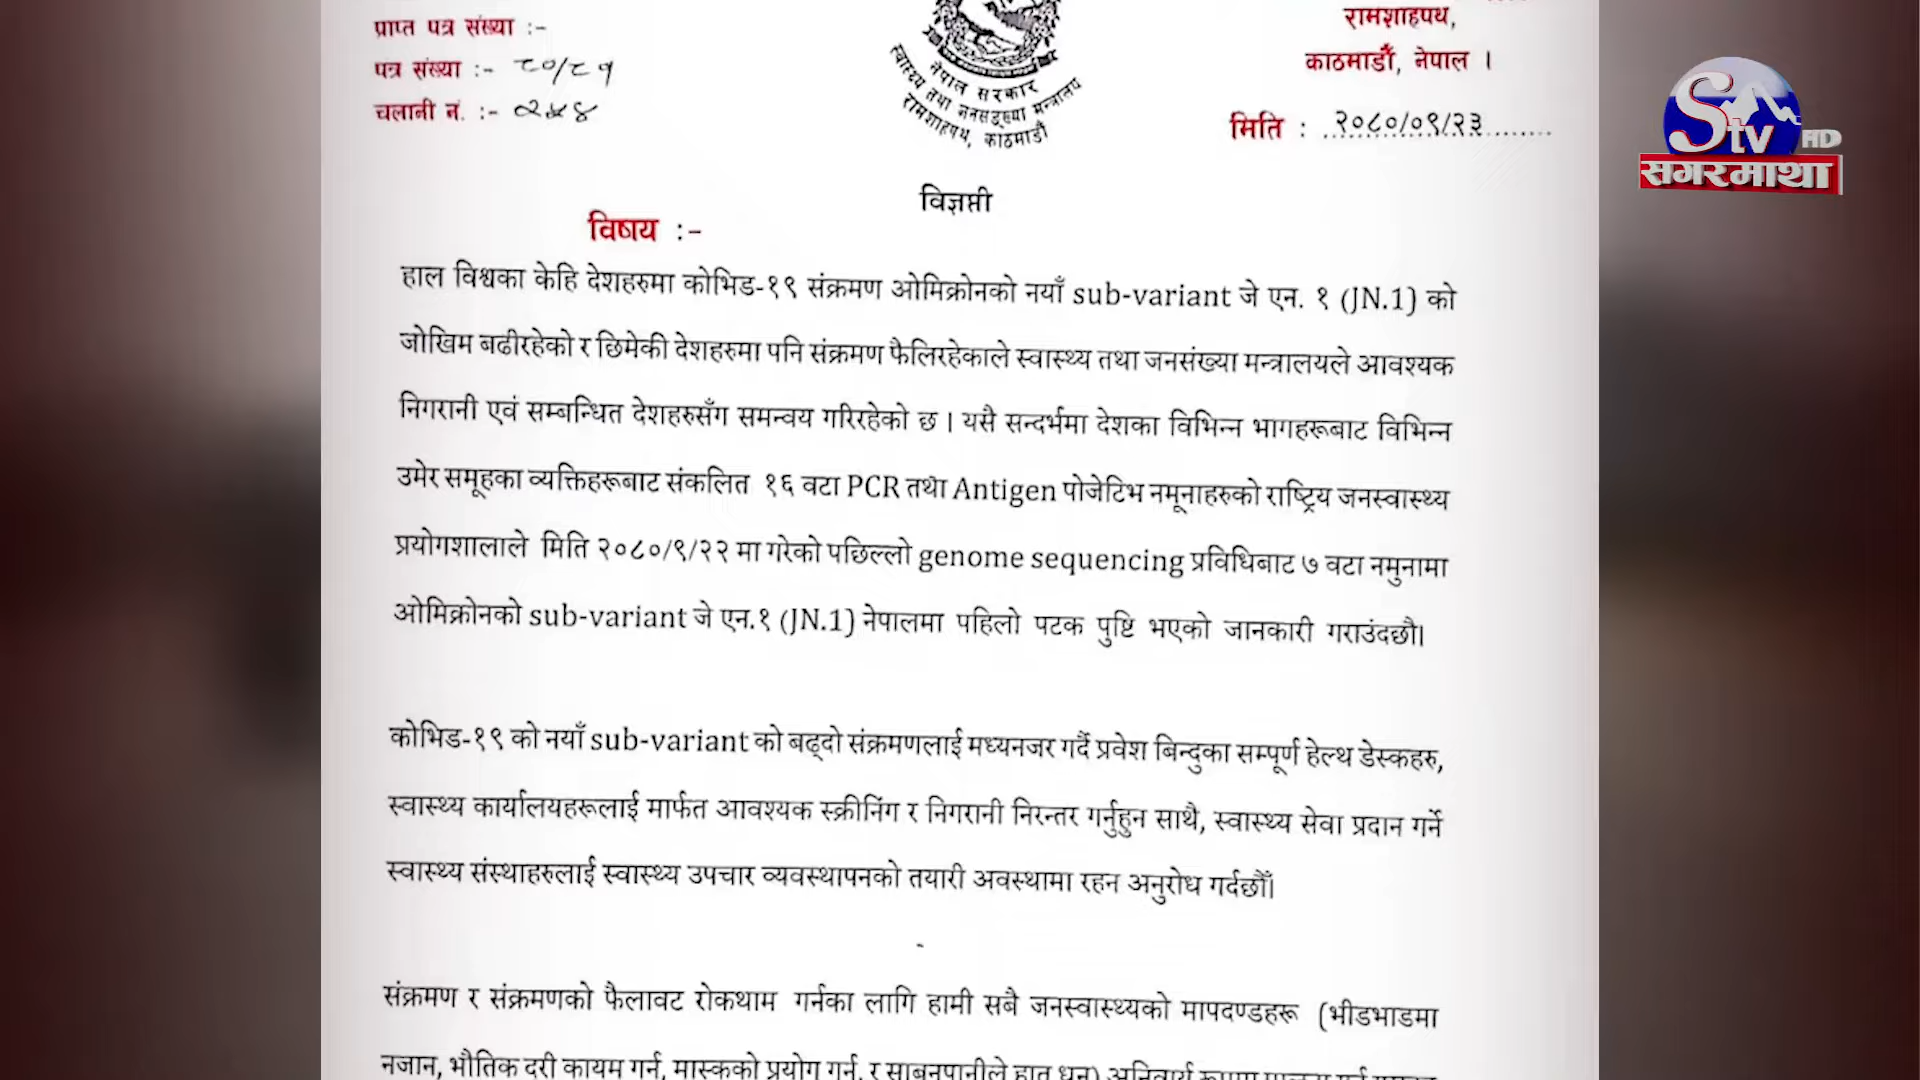 प्राप्त पत्र संख्या :-
पत्र संख्या :- ८०/८१
चलानी नं. :- २५४
नेपाल सरकार
स्वास्थ्य तथा जनसङ्ख्या मन्त्रालय
रामशाहपथ, काठमाडौं
रामशाहपथ,
काठमाडौं, नेपाल ।
मिति : २०८०/०९/२३
Stv HD
सगरमाथा
विज्ञप्ती
विषय :-
हाल विश्वका केहि देशहरुमा कोभिड-१९ संक्रमण ओमिक्रोनको नयाँ sub-variant जे एन. १ (JN.1) को
जोखिम बढीरहेको र छिमेकी देशहरुमा पनि संक्रमण फैलिरहेकाले स्वास्थ्य तथा जनसंख्या मन्त्रालयले आवश्यक
निगरानी एवं सम्बन्धित देशहरुसँग समन्वय गरिरहेको छ । यसै सन्दर्भमा देशका विभिन्न भागहरूबाट विभिन्न
उमेर समूहका व्यक्तिहरूबाट संकलित १६ वटा PCR तथा Antigen पोजेटिभ नमूनाहरुको राष्ट्रिय जनस्वास्थ्य
प्रयोगशालाले मिति २०८०/९/२२ मा गरेको पछिल्लो genome sequencing प्रविधिबाट ७ वटा नमुनामा
ओमिक्रोनको sub-variant जे एन.१ (JN.1) नेपालमा पहिलो पटक पुष्टि भएको जानकारी गराउंदछौ।
कोभिड-१९ को नयाँ sub-variant को बढ्दो संक्रमणलाई मध्यनजर गर्दै प्रवेश बिन्दुका सम्पूर्ण हेल्थ डेस्कहरु,
स्वास्थ्य कार्यालयहरूलाई मार्फत आवश्यक स्क्रीनिंग र निगरानी निरन्तर गर्नुहुन साथै, स्वास्थ्य सेवा प्रदान गर्ने
स्वास्थ्य संस्थाहरुलाई स्वास्थ्य उपचार व्यवस्थापनको तयारी अवस्थामा रहन अनुरोध गर्दछौँ।
संक्रमण र संक्रमणको फैलावट रोकथाम गर्नका लागि हामी सबै जनस्वास्थ्यको मापदण्डहरू (भीडभाडमा
नजान, भौतिक दरी कायम गर्न, मास्कको प्रयोग गर्न, र साबनपानीले हात धन)